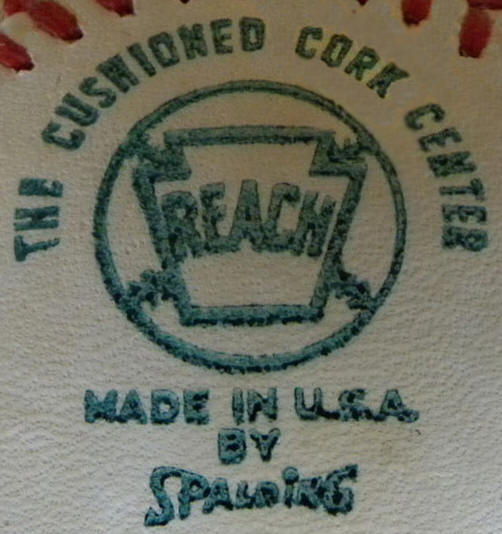 THE CUSHIONED CORK CENTER
REACH
MADE IN U.S.A.
BY
SPALDING